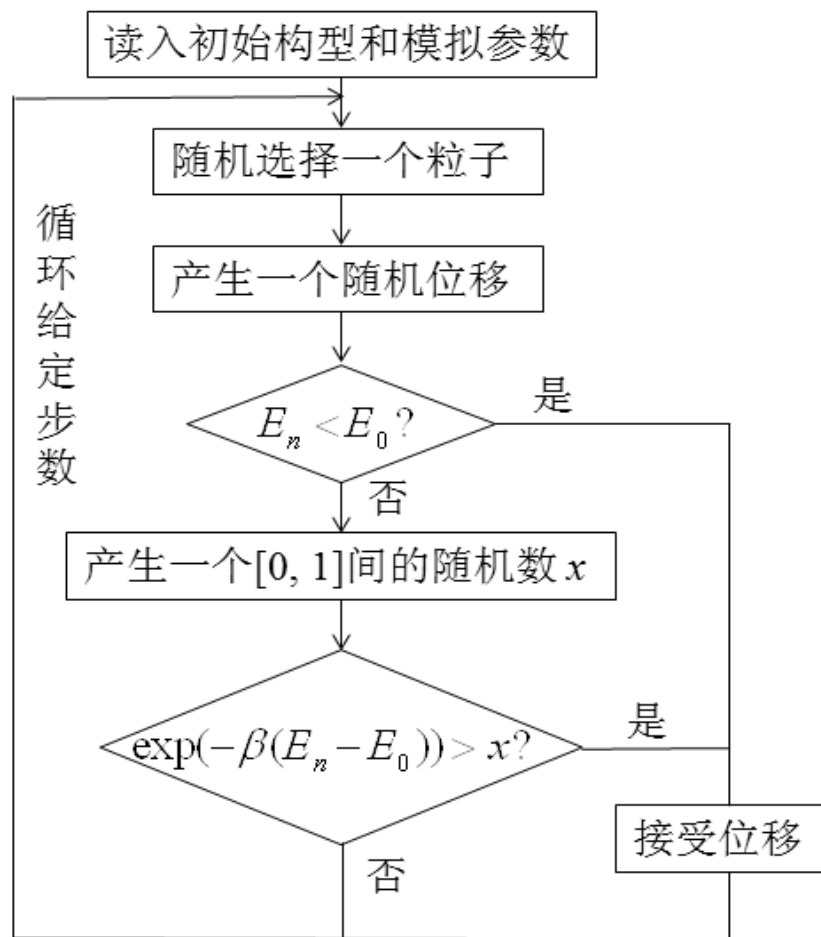 读入初始构型和模拟参数
随机选择一个粒子
循环给定步数
产生一个随机位移
E_n < E_0?
是
否
产生一个[0, 1]间的随机数 x
exp(-β(E_n - E_0)) > x?
是
接受位移
否